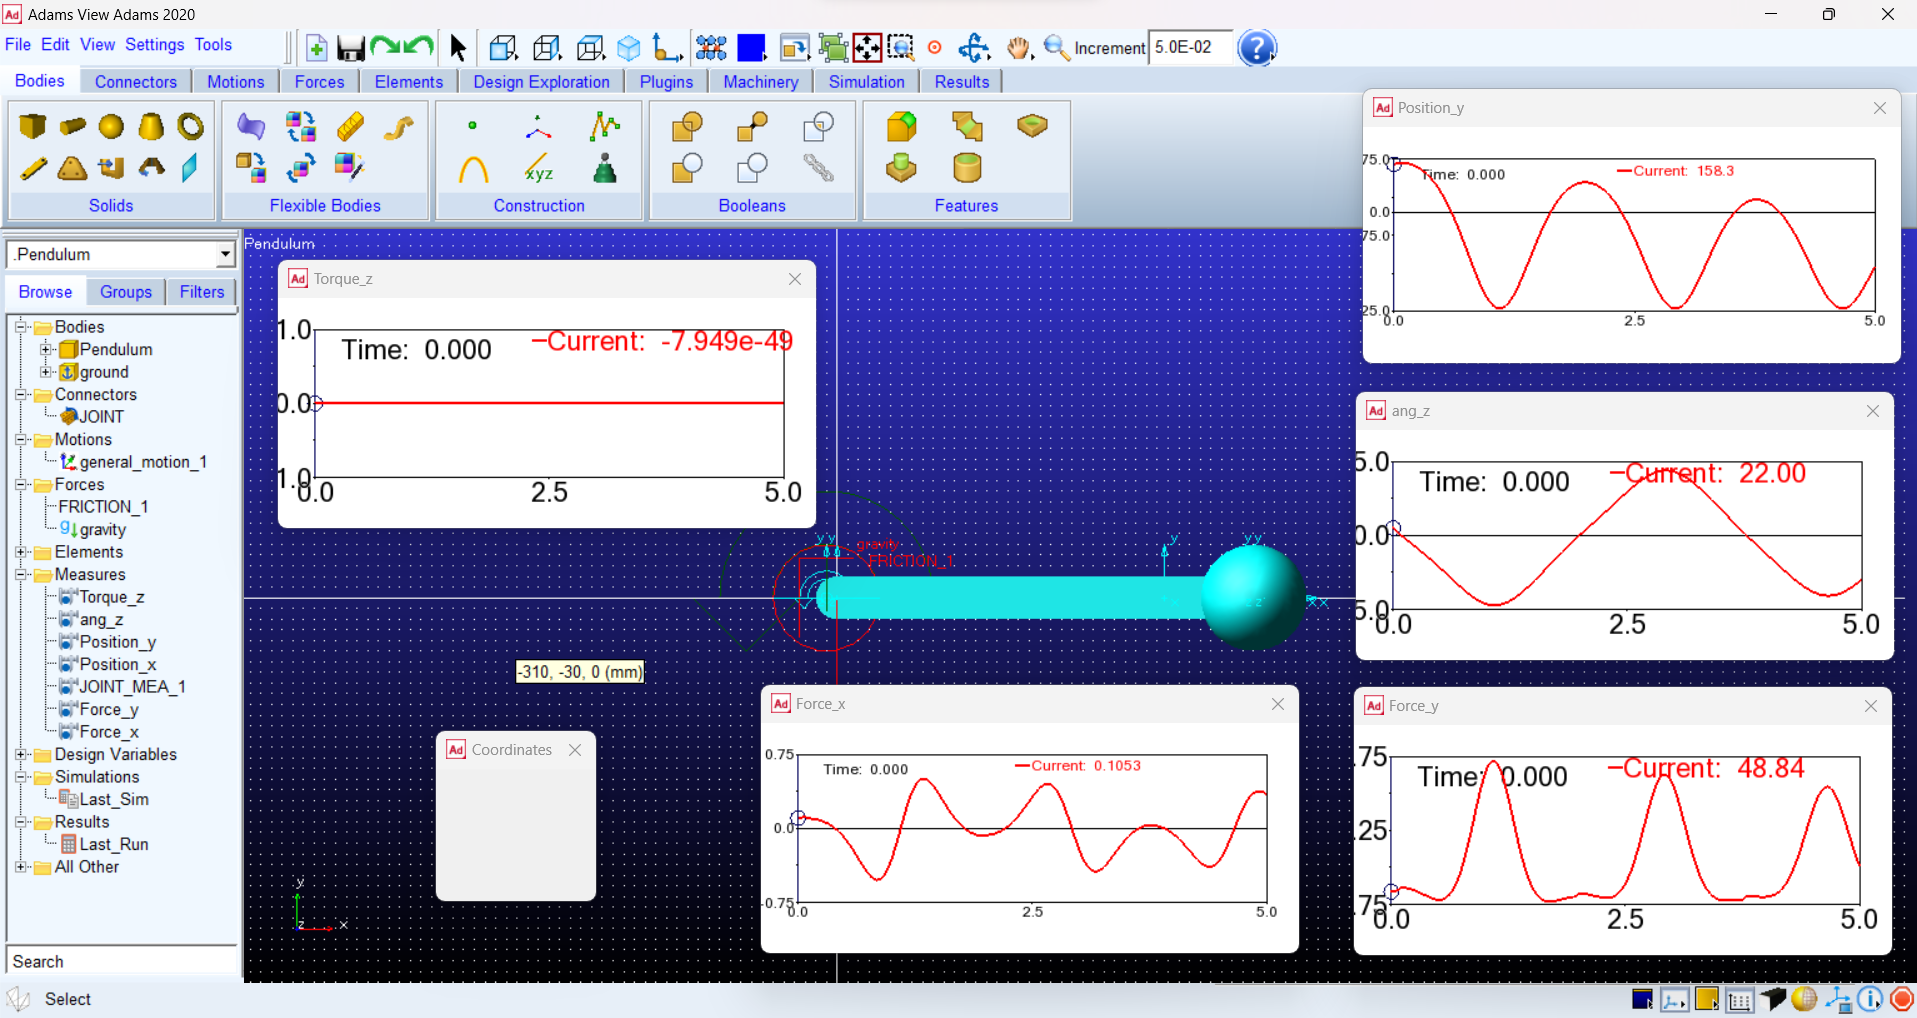 Ad Adams View Adams 2020
File Edit View Settings Tools
Increment 5.0E-02 ?
Bodies Connectors Motions Forces Elements Design Exploration Plugins Machinery Simulation Results
xyz
Solids Flexible Bodies Construction Booleans Features
.Pendulum
Browse Groups Filters
Bodies
Pendulum
ground
Connectors
JOINT
Motions
general_motion_1
Forces
FRICTION_1
gravity
Elements
Measures
Torque_z
ang_z
Position_y
Position_x
JOINT_MEA_1
Force_y
Force_x
Design Variables
Simulations
Last_Sim
Results
Last_Run
All Other
Search
Select
Pendulum
Ad Torque_z
Time: 0.000 Current: -7.949e-49
1.0
0.0
1.0
0.0 2.5 5.0
gravity
FRICTION_1
-310, -30, 0 (mm)
Ad Coordinates
y
z x
Ad Force_x
Time: 0.000 Current: 0.1053
0.75
0.0
-0.75
0.0 2.5 5.0
Ad Position_y
Time: 0.000 Current: 158.3
75.0
0.0
75.0
25.0
0.0 2.5 5.0
Ad ang_z
Time: 0.000 Current: 22.00
5.0
0.0
5.0
0.0 2.5 5.0
Ad Force_y
Time: 0.000 Current: 48.84
.75
.25
.75
0.0 2.5 5.0